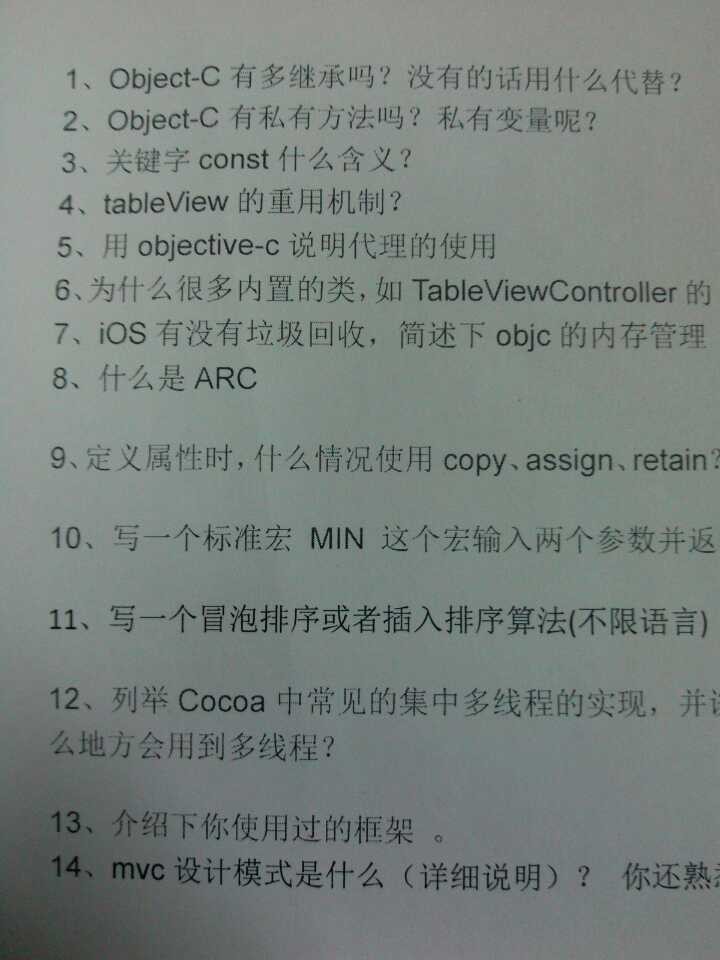 1、Object-C 有多继承吗？没有的话用什么代替？
2、Object-C 有私有方法吗？私有变量呢？
3、关键字 const 什么含义？
4、tableView 的重用机制？
5、用 objective-c 说明代理的使用
6、为什么很多内置的类，如 TableViewController 的
7、iOS 有没有垃圾回收，简述下 objc 的内存管理
8、什么是 ARC
9、定义属性时，什么情况使用 copy、assign、retain？
10、写一个标准宏 MIN 这个宏输入两个参数并返
11、写一个冒泡排序或者插入排序算法(不限语言)
12、列举 Cocoa 中常见的集中多线程的实现，并
么地方会用到多线程？
13、介绍下你使用过的框架 。
14、mvc 设计模式是什么（详细说明）？ 你还熟